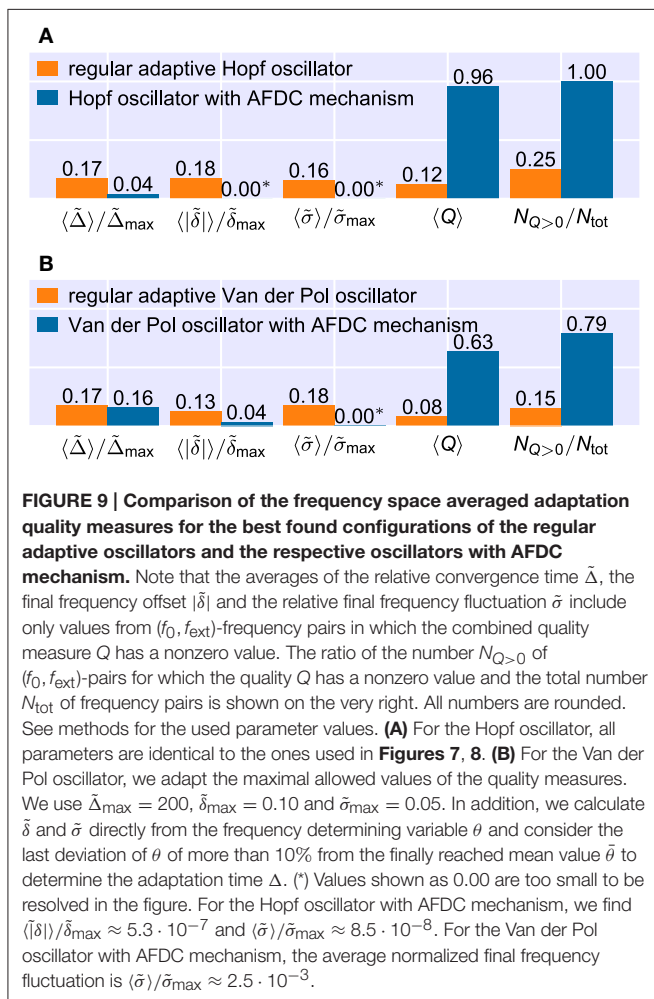 A
regular adaptive Hopf oscillator
Hopf oscillator with AFDC mechanism
0.17 0.04 0.18 0.00* 0.16 0.00* 0.12 0.96 0.25 1.00
⟨Δ̃⟩/Δ̃max ⟨|δ̃|⟩/δ̃max ⟨σ̃⟩/σ̃max ⟨Q⟩ NQ>0/Ntot
B
regular adaptive Van der Pol oscillator
Van der Pol oscillator with AFDC mechanism
0.17 0.16 0.13 0.04 0.18 0.00* 0.08 0.63 0.15 0.79
⟨Δ̃⟩/Δ̃max ⟨|δ̃|⟩/δ̃max ⟨σ̃⟩/σ̃max ⟨Q⟩ NQ>0/Ntot
FIGURE 9 | Comparison of the frequency space averaged adaptation
quality measures for the best found configurations of the regular
adaptive oscillators and the respective oscillators with AFDC
mechanism. Note that the averages of the relative convergence time Δ̃, the
final frequency offset |δ̃| and the relative final frequency fluctuation σ̃ include
only values from (f0, fext)-frequency pairs in which the combined quality
measure Q has a nonzero value. The ratio of the number NQ>0 of
(f0, fext)-pairs for which the quality Q has a nonzero value and the total number
Ntot of frequency pairs is shown on the very right. All numbers are rounded.
See methods for the used parameter values. (A) For the Hopf oscillator, all
parameters are identical to the ones used in Figures 7, 8. (B) For the Van der
Pol oscillator, we adapt the maximal allowed values of the quality measures.
We use Δ̃max = 200, δ̃max = 0.10 and σ̃max = 0.05. In addition, we calculate
δ̃ and σ̃ directly from the frequency determining variable θ and consider the
last deviation of θ of more than 10% from the finally reached mean value θ̄ to
determine the adaptation time Δ. (*) Values shown as 0.00 are too small to be
resolved in the figure. For the Hopf oscillator with AFDC mechanism, we find
⟨|̃δ|⟩/δ̃max ≈ 5.3 · 10⁻⁷ and ⟨σ̃⟩/σ̃max ≈ 8.5 · 10⁻⁸. For the Van der Pol
oscillator with AFDC mechanism, the average normalized final frequency
fluctuation is ⟨σ̃⟩/σ̃max ≈ 2.5 · 10⁻³.